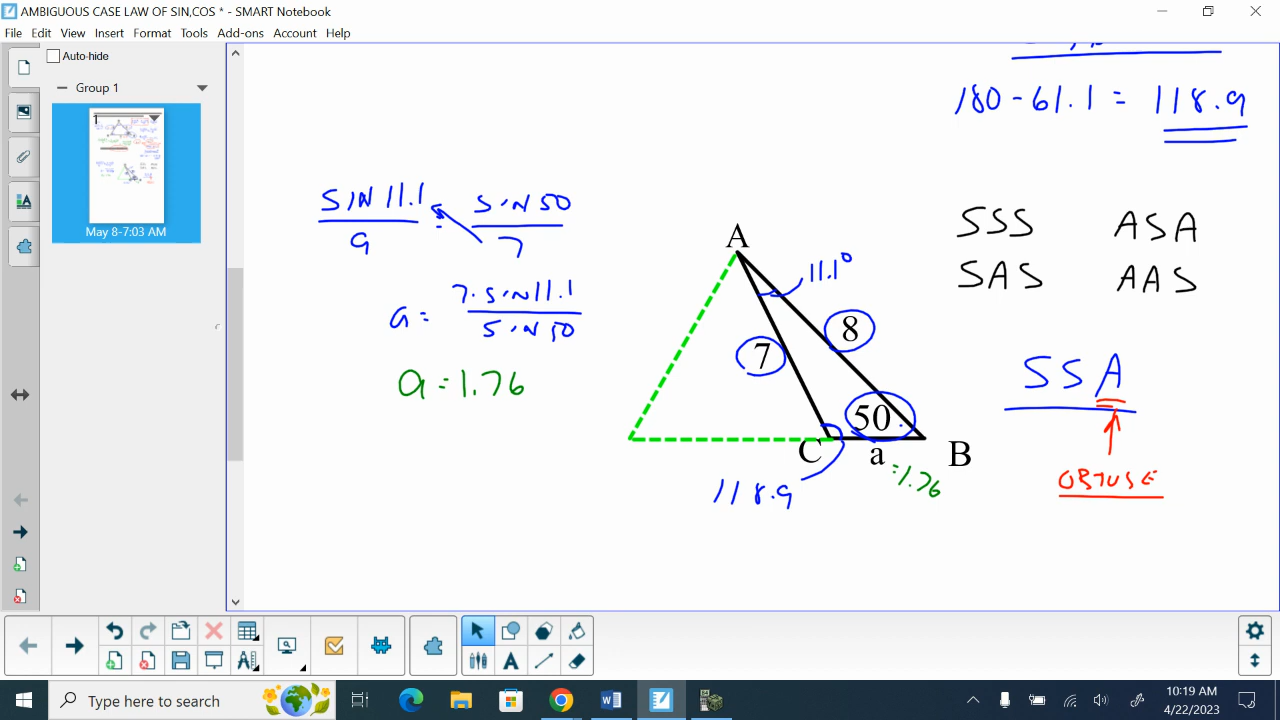 AMBIGUOUS CASE LAW OF SIN,COS * - SMART Notebook
File Edit View Insert Format Tools Add-ons Account Help
Auto-hide
Group 1
1
May 8-7:03 AM
180 - 61.1 = 118.9
SIN 11.1 = SIN 50
a 7
a = 7 · SIN 11.1
SIN 50
a = 1.76
A
11.1°
7
8
50
C
a
B
= 1.76
118.9
SSS ASA
SAS AAS
SSA
OBTUSE
Type here to search
10:19 AM
4/22/2023